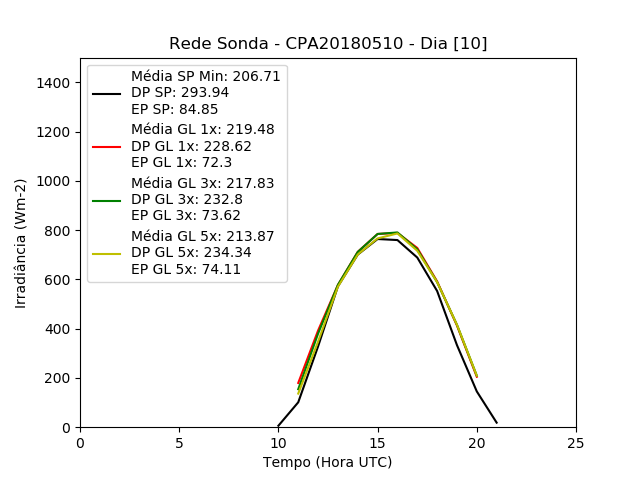 Rede Sonda - CPA20180510 - Dia [10]
Média SP Min: 206.71
DP SP: 293.94
EP SP: 84.85
Média GL 1x: 219.48
DP GL 1x: 228.62
EP GL 1x: 72.3
Média GL 3x: 217.83
DP GL 3x: 232.8
EP GL 3x: 73.62
Média GL 5x: 213.87
DP GL 5x: 234.34
EP GL 5x: 74.11
Irradiância (Wm-2)
1400
1200
1000
800
600
400
200
0
0 5 10 15 20 25
Tempo (Hora UTC)